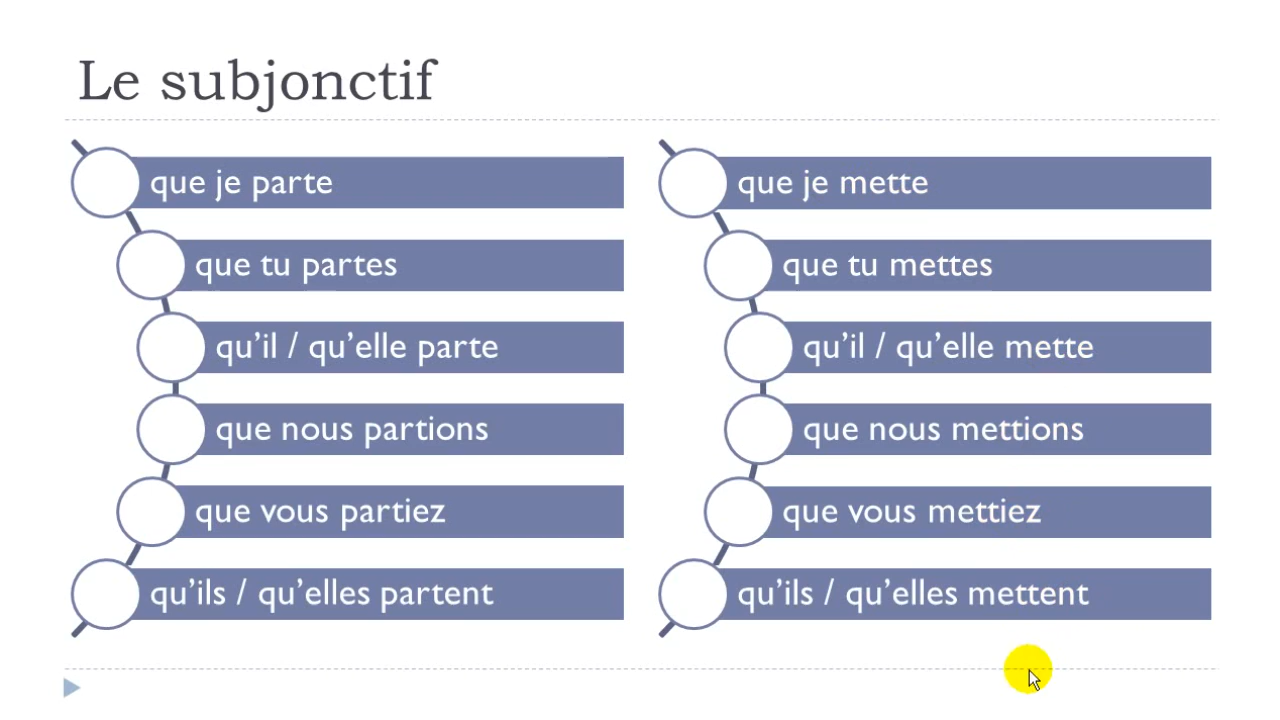 Le subjonctif
que je parte
que tu partes
qu’il / qu’elle parte
que nous partions
que vous partiez
qu’ils / qu’elles partent
que je mette
que tu mettes
qu’il / qu’elle mette
que nous mettions
que vous mettiez
qu’ils / qu’elles mettent